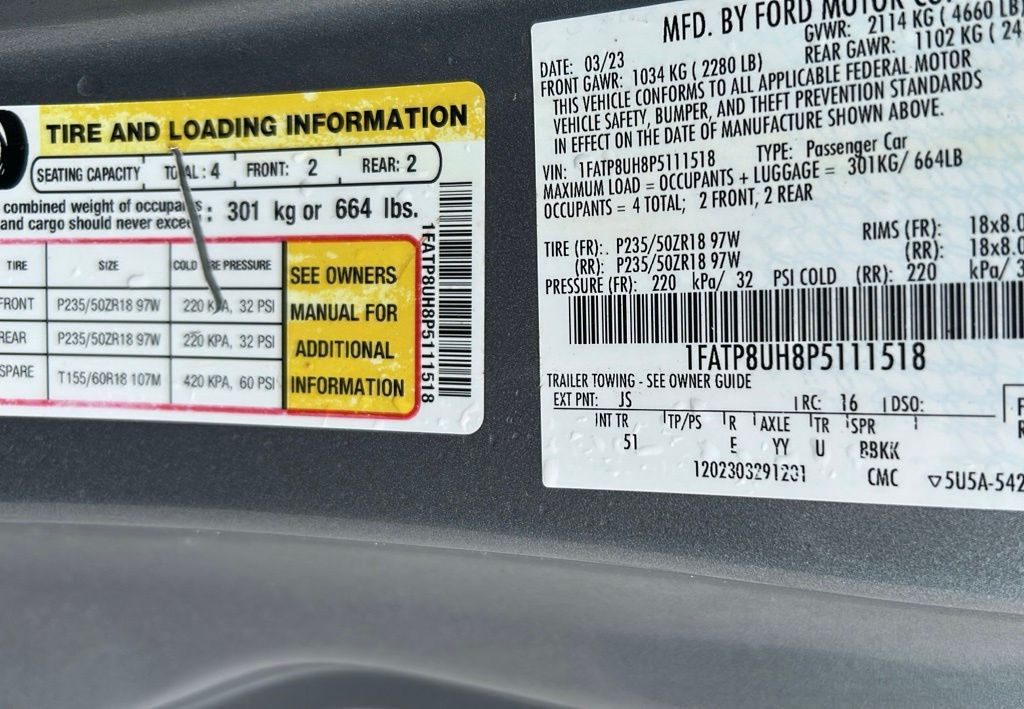 TIRE AND LOADING INFORMATION
SEATING CAPACITY TOTAL : 4 FRONT: 2 REAR: 2
combined weight of occupants : 301 kg or 664 lbs.
and cargo should never exceed
TIRE SIZE COLD TIRE PRESSURE
FRONT P235/50ZR18 97W 220 KPA, 32 PSI
REAR P235/50ZR18 97W 220 KPA, 32 PSI
SPARE T155/60R18 107M 420 KPA, 60 PSI
SEE OWNERS
MANUAL FOR
ADDITIONAL
INFORMATION
1FATP8UH8P5111518
MFD. BY FORD MOTOR CO
DATE: 03/23 GVWR: 2114 KG ( 4660 LB)
FRONT GAWR: 1034 KG ( 2280 LB) REAR GAWR: 1102 KG ( 24
THIS VEHICLE CONFORMS TO ALL APPLICABLE FEDERAL MOTOR
VEHICLE SAFETY, BUMPER, AND THEFT PREVENTION STANDARDS
IN EFFECT ON THE DATE OF MANUFACTURE SHOWN ABOVE.
VIN: 1FATP8UH8P5111518 TYPE: Passenger Car
MAXIMUM LOAD = OCCUPANTS + LUGGAGE = 301KG/ 664LB
OCCUPANTS = 4 TOTAL; 2 FRONT, 2 REAR
TIRE (FR): P235/50ZR18 97W RIMS (FR): 18x8.0
(RR): P235/50ZR18 97W (RR): 18x8.0
PRESSURE (FR): 220 kPa/ 32 PSI COLD (RR): 220 kPa/ 3
1FATP8UH8P5111518
TRAILER TOWING - SEE OWNER GUIDE
EXT PNT: JS RC: 16 DSO:
INT TR TP/PS R AXLE TR SPR
51 E YY U BBKK
1202303291231 CMC ▽5U5A-542